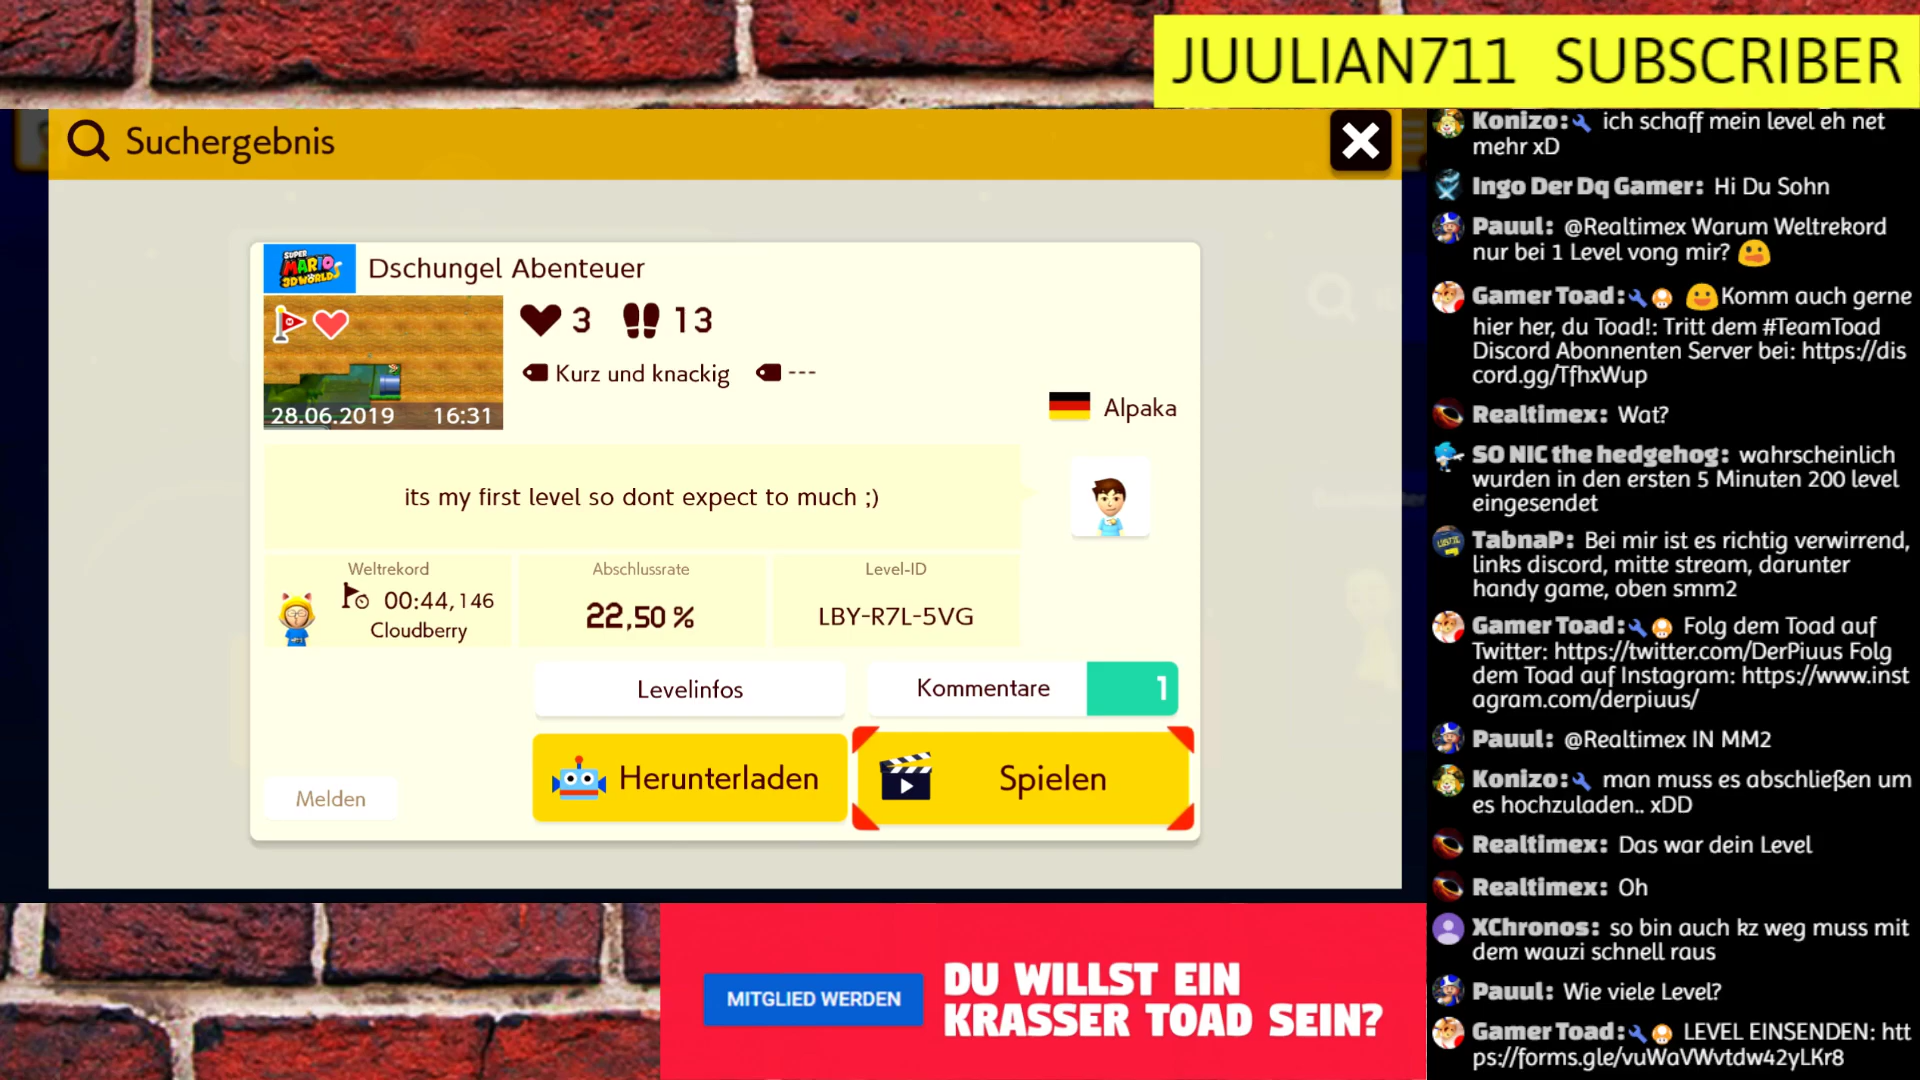 JUULIAN711 SUBSCRIBER
Suchergebnis
SUPER MARIO 3D WORLD
Dschungel Abenteuer
3 13
Kurz und knackig ---
28.06.2019 16:31
Alpaka
its my first level so dont expect to much ;)
Weltrekord
00:44,146
Cloudberry
Abschlussrate
22,50 %
Level-ID
LBY-R7L-5VG
Levelinfos
Kommentare 1
Melden
Herunterladen
Spielen
MITGLIED WERDEN
DU WILLST EIN
KRASSER TOAD SEIN?
Konizo: ich schaff mein level eh net
mehr xD
Ingo Der Dq Gamer: Hi Du Sohn
Pauul: @Realtimex Warum Weltrekord
nur bei 1 Level vong mir?
Gamer Toad: Komm auch gerne
hier her, du Toad!: Tritt dem #TeamToad
Discord Abonnenten Server bei: https://dis
cord.gg/TfhxWup
Realtimex: Wat?
SO NIC the hedgehog: wahrscheinlich
wurden in den ersten 5 Minuten 200 level
eingesendet
TabnaP: Bei mir ist es richtig verwirrend,
links discord, mitte stream, darunter
handy game, oben smm2
Gamer Toad: Folg dem Toad auf
Twitter: https://twitter.com/DerPiuus Folg
dem Toad auf Instagram: https://www.inst
agram.com/derpiuus/
Pauul: @Realtimex IN MM2
Konizo: man muss es abschließen um
es hochzuladen.. xDD
Realtimex: Das war dein Level
Realtimex: Oh
XChronos: so bin auch kz weg muss mit
dem wauzi schnell raus
Pauul: Wie viele Level?
Gamer Toad: LEVEL EINSENDEN: htt
ps://forms.gle/vuWaVWvtdw42yLKr8